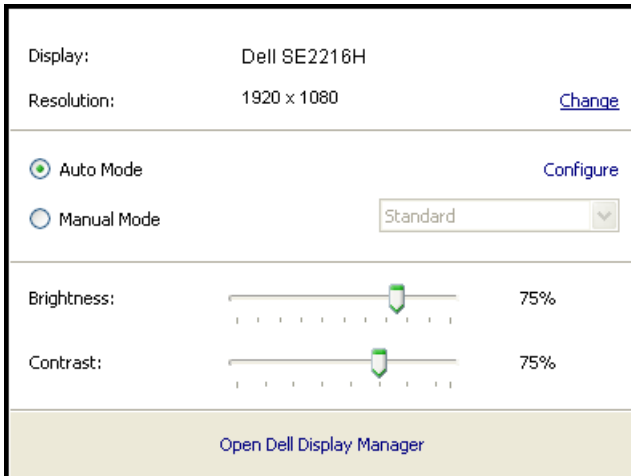 Display: Dell SE2216H
Resolution: 1920 x 1080 Change
Auto Mode Configure
Manual Mode Standard
Brightness: 75%
Contrast: 75%
Open Dell Display Manager